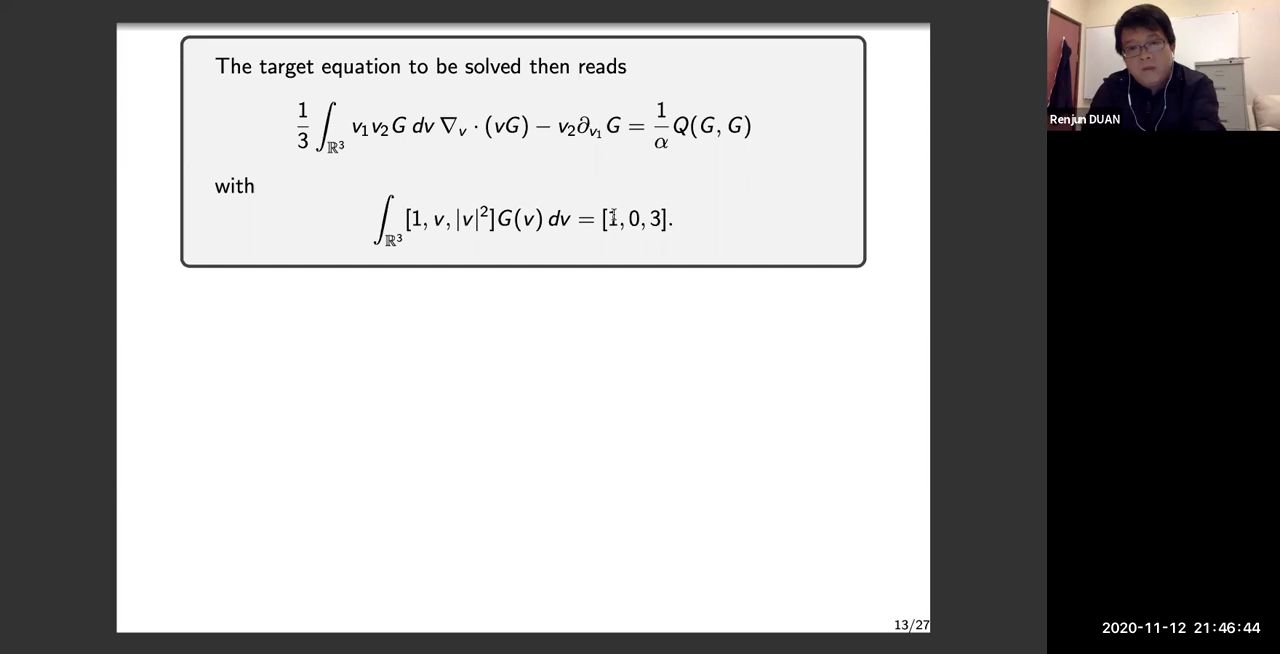 The target equation to be solved then reads
1/3 ∫_{ℝ³} v₁v₂G dv ∇ᵥ · (vG) − v₂∂_{v₁}G = 1/α Q(G, G)
with
∫_{ℝ³} [1, v, |v|²]G(v) dv = [1, 0, 3].
13/27
Renjun DUAN
2020-11-12 21:46:44